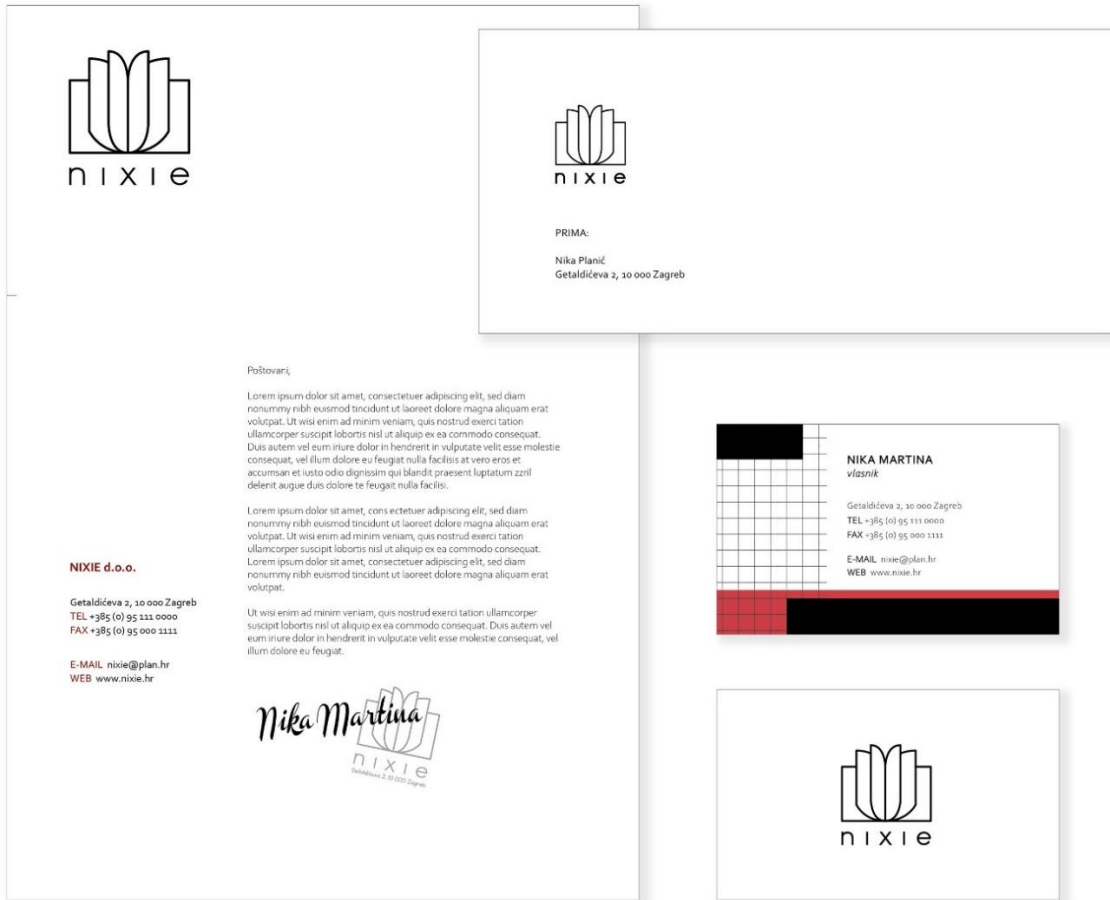 nixie
Poštovani,
Lorem ipsum dolor sit amet, consectetuer adipiscing elit, sed diam
nonummy nibh euismod tincidunt ut laoreet dolore magna aliquam erat
volutpat. Ut wisi enim ad minim veniam, quis nostrud exerci tation
ullamcorper suscipit lobortis nisl ut aliquip ex ea commodo consequat.
Duis autem vel eum iriure dolor in hendrerit in vulputate velit esse molestie
consequat, vel illum dolore eu feugiat nulla facilisis at vero eros et
accumsan et iusto odio dignissim qui blandit praesent luptatum zzril
delenit augue duis dolore te feugait nulla facilisi.
Lorem ipsum dolor sit amet, cons ectetuer adipiscing elit, sed diam
nonummy nibh euismod tincidunt ut laoreet dolore magna aliquam erat
volutpat. Ut wisi enim ad minim veniam, quis nostrud exerci tation
ullamcorper suscipit lobortis nisl ut aliquip ex ea commodo consequat.
Lorem ipsum dolor sit amet, consectetuer adipiscing elit, sed diam
nonummy nibh euismod tincidunt ut laoreet dolore magna aliquam erat
volutpat.
Ut wisi enim ad minim veniam, quis nostrud exerci tation ullamcorper
suscipit lobortis nisl ut aliquip ex ea commodo consequat. Duis autem vel
eum iriure dolor in hendrerit in vulputate velit esse molestie consequat, vel
illum dolore eu feugiat.
NIXIE d.o.o.
Getaldićeva 2, 10 000 Zagreb
TEL +385 (0) 95 111 0000
FAX +385 (0) 95 000 1111
E-MAIL nixie@plan.hr
WEB www.nixie.hr
Nika Martina
nixie
Getaldićeva 2, 10 000 Zagreb
nixie
PRIMA:
Nika Planić
Getaldićeva 2, 10 000 Zagreb
NIKA MARTINA
vlasnik
Getaldićeva 2, 10 000 Zagreb
TEL +385 (0) 95 111 0000
FAX +385 (0) 95 000 1111
E-MAIL nixie@plan.hr
WEB www.nixie.hr
nixie